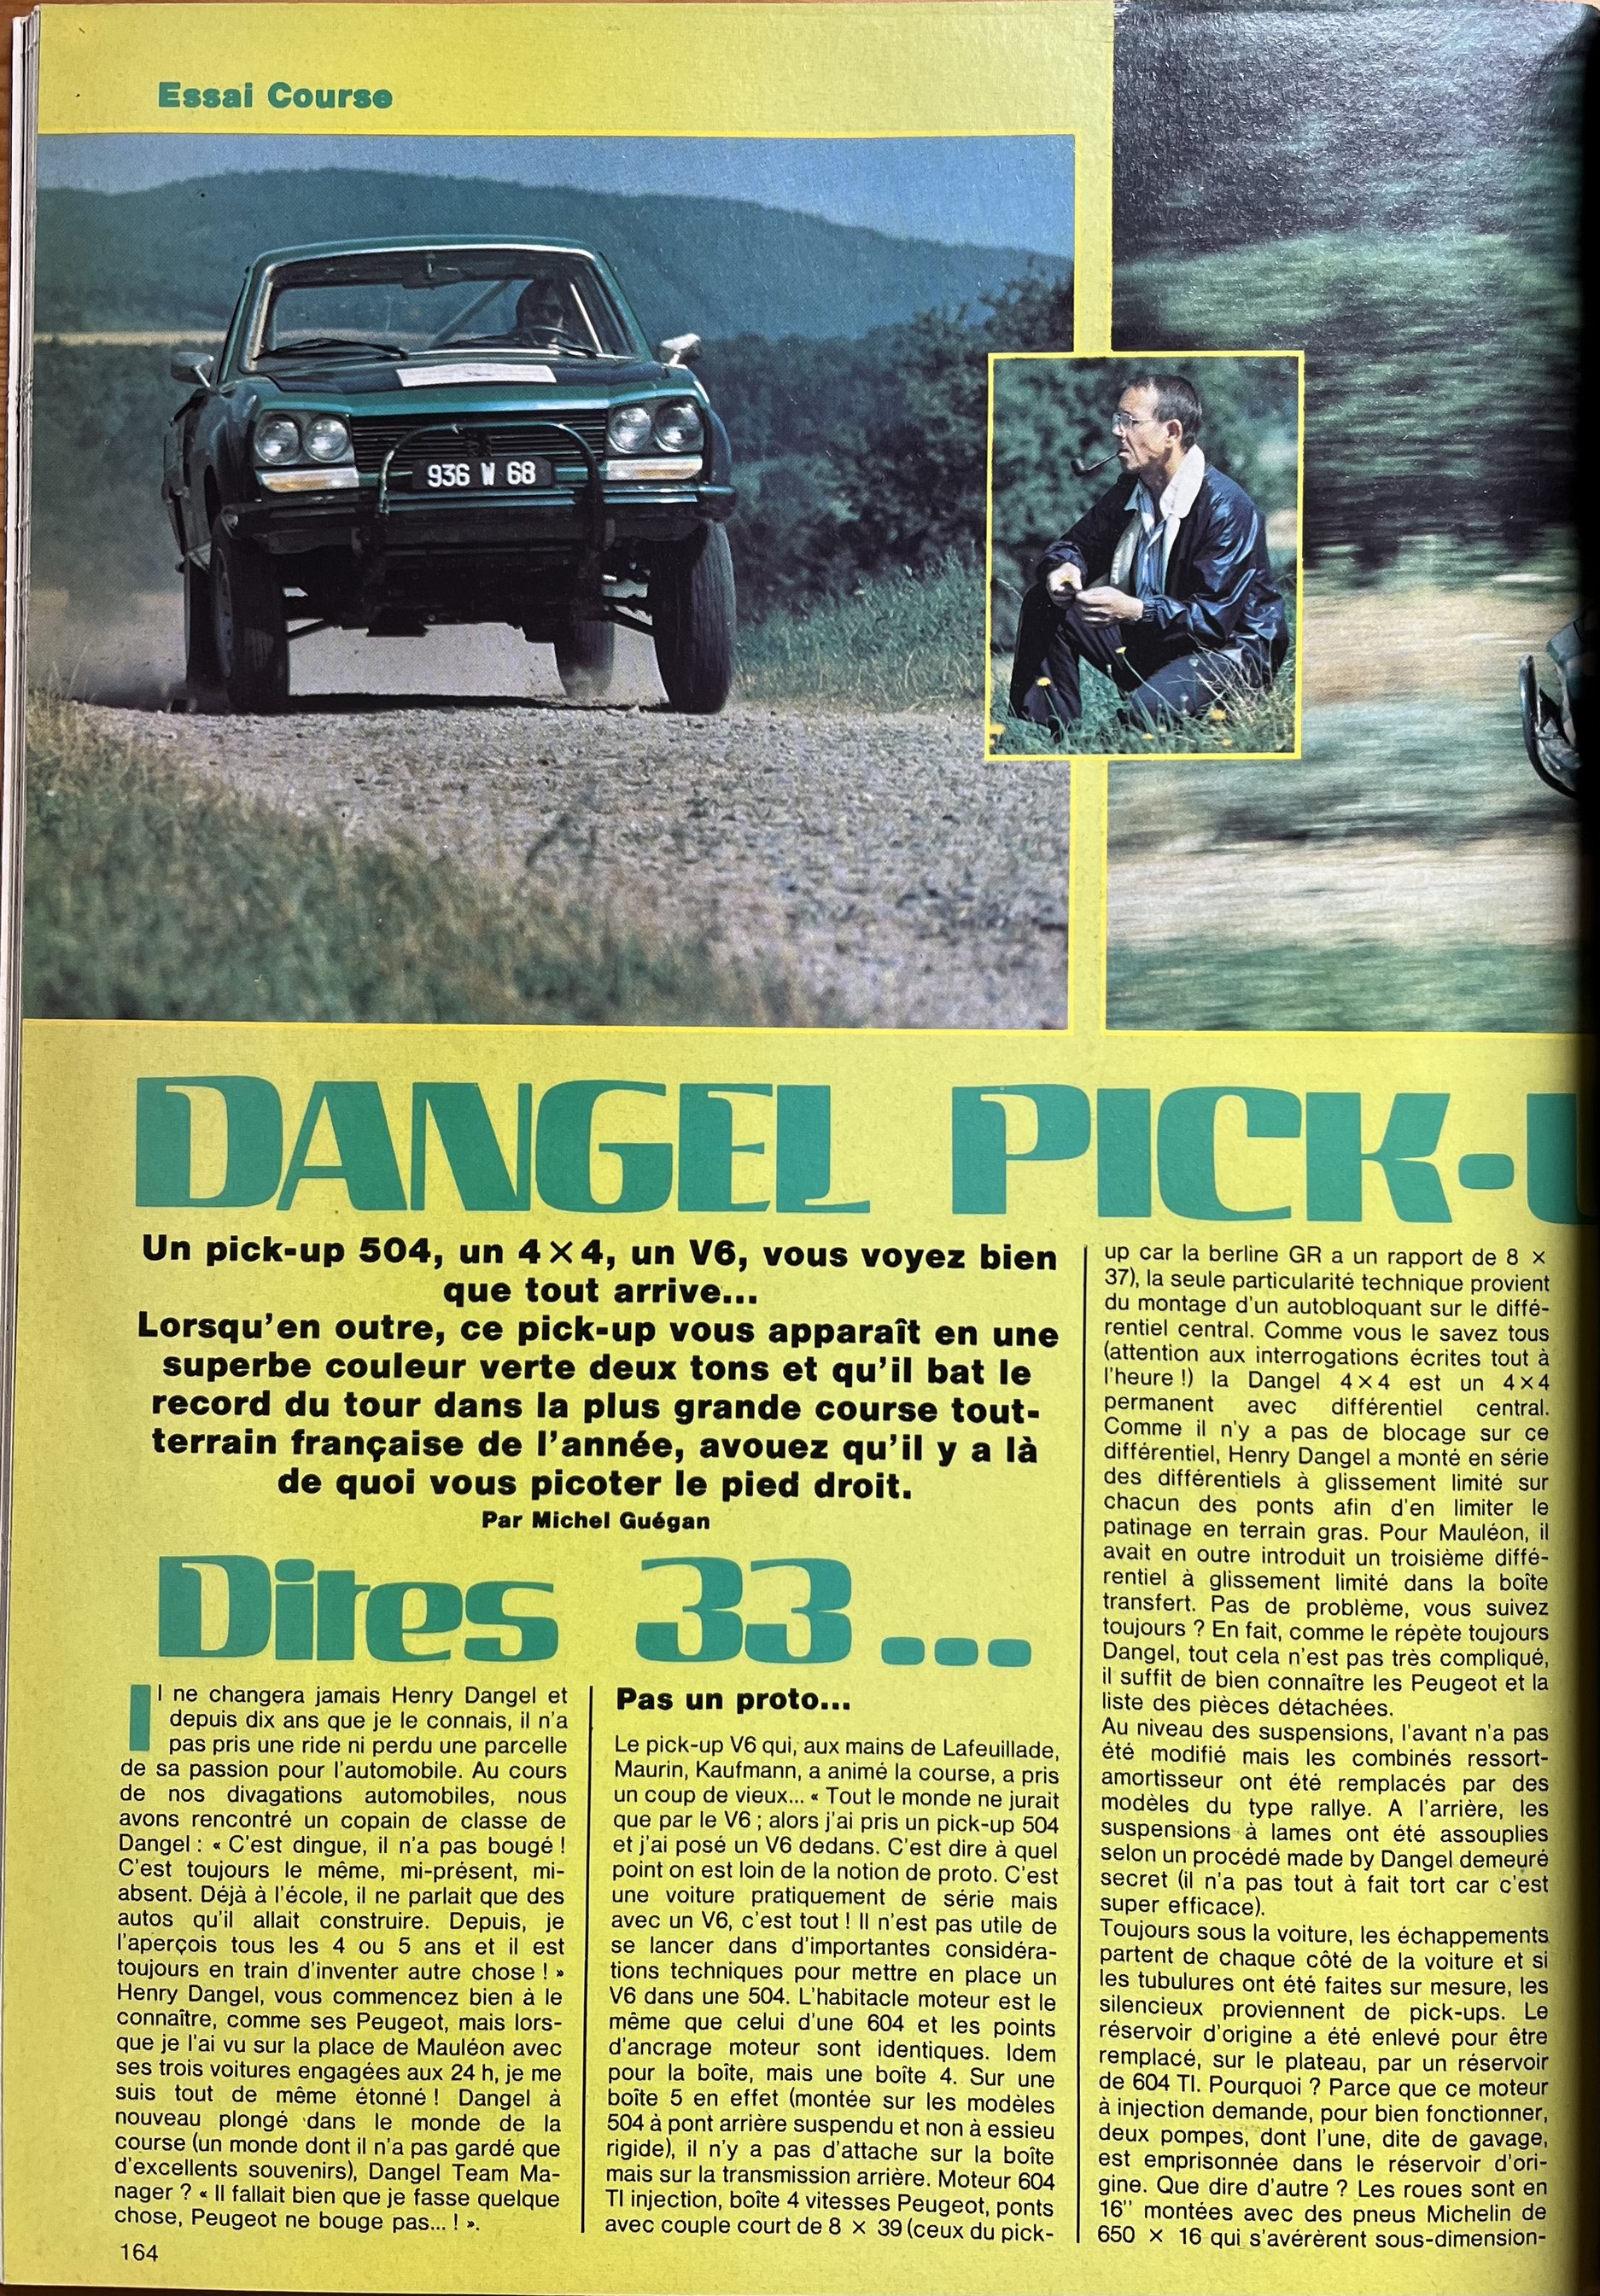 Essai Course
936 W 68
DANGEL PICK-U
Un pick-up 504, un 4×4, un V6, vous voyez bien
que tout arrive...
Lorsqu'en outre, ce pick-up vous apparaît en une
superbe couleur verte deux tons et qu'il bat le
record du tour dans la plus grande course tout-
terrain française de l'année, avouez qu'il y a là
de quoi vous picoter le pied droit.
Par Michel Guégan
Dites 33...
Il ne changera jamais Henry Dangel et
depuis dix ans que je le connais, il n'a
pas pris une ride ni perdu une parcelle
de sa passion pour l'automobile. Au cours
de nos divagations automobiles, nous
avons rencontré un copain de classe de
Dangel : « C'est dingue, il n'a pas bougé !
C'est toujours le même, mi-présent, mi-
absent. Déjà à l'école, il ne parlait que des
autos qu'il allait construire. Depuis, je
l'aperçois tous les 4 ou 5 ans et il est
toujours en train d'inventer autre chose ! »
Henry Dangel, vous commencez bien à le
connaître, comme ses Peugeot, mais lors-
que je l'ai vu sur la place de Mauléon avec
ses trois voitures engagées aux 24 h, je me
suis tout de même étonné ! Dangel à
nouveau plongé dans le monde de la
course (un monde dont il n'a pas gardé que
d'excellents souvenirs), Dangel Team Ma-
nager ? « Il fallait bien que je fasse quelque
chose, Peugeot ne bouge pas... ! ».
Pas un proto...
Le pick-up V6 qui, aux mains de Lafeuillade,
Maurin, Kaufmann, a animé la course, a pris
un coup de vieux... « Tout le monde ne jurait
que par le V6 ; alors j'ai pris un pick-up 504
et j'ai posé un V6 dedans. C'est dire à quel
point on est loin de la notion de proto. C'est
une voiture pratiquement de série mais
avec un V6, c'est tout ! Il n'est pas utile de
se lancer dans d'importantes considéra-
tions techniques pour mettre en place un
V6 dans une 504. L'habitacle moteur est le
même que celui d'une 604 et les points
d'ancrage moteur sont identiques. Idem
pour la boîte, mais une boîte 4. Sur une
boîte 5 en effet (montée sur les modèles
504 à pont arrière suspendu et non à essieu
rigide), il n'y a pas d'attache sur la boîte
mais sur la transmission arrière. Moteur 604
TI injection, boîte 4 vitesses Peugeot, ponts
avec couple court de 8 × 39 (ceux du pick-
up car la berline GR a un rapport de 8 ×
37), la seule particularité technique provient
du montage d'un autobloquant sur le diffé-
rentiel central. Comme vous le savez tous
(attention aux interrogations écrites tout à
l'heure !) la Dangel 4×4 est un 4×4
permanent avec différentiel central.
Comme il n'y a pas de blocage sur ce
différentiel, Henry Dangel a monté en série
des différentiels à glissement limité sur
chacun des ponts afin d'en limiter le
patinage en terrain gras. Pour Mauléon, il
avait en outre introduit un troisième diffé-
rentiel à glissement limité dans la boîte
transfert. Pas de problème, vous suivez
toujours ? En fait, comme le répète toujours
Dangel, tout cela n'est pas très compliqué,
il suffit de bien connaître les Peugeot et la
liste des pièces détachées.
Au niveau des suspensions, l'avant n'a pas
été modifié mais les combinés ressort-
amortisseur ont été remplacés par des
modèles du type rallye. A l'arrière, les
suspensions à lames ont été assouplies
selon un procédé made by Dangel demeuré
secret (il n'a pas tout à fait tort car c'est
super efficace).
Toujours sous la voiture, les échappements
partent de chaque côté de la voiture et si
les tubulures ont été faites sur mesure, les
silencieux proviennent de pick-ups. Le
réservoir d'origine a été enlevé pour être
remplacé, sur le plateau, par un réservoir
de 604 TI. Pourquoi ? Parce que ce moteur
à injection demande, pour bien fonctionner,
deux pompes, dont l'une, dite de gavage,
est emprisonnée dans le réservoir d'ori-
gine. Que dire d'autre ? Les roues sont en
16'' montées avec des pneus Michelin de
650 × 16 qui s'avérèrent sous-dimension-
164